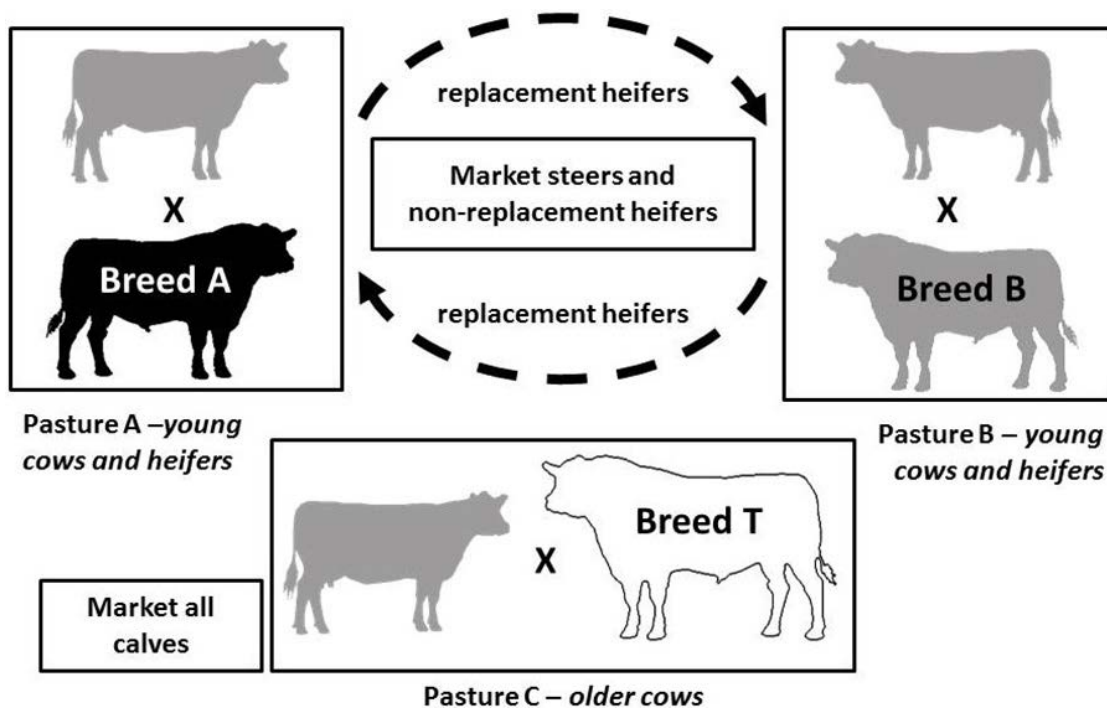 replacement heifers
Market steers and
non-replacement heifers
replacement heifers
X
Breed A
X
Breed B
Pasture A –young
cows and heifers
Pasture B – young
cows and heifers
X
Breed T
Market all
calves
Pasture C – older cows